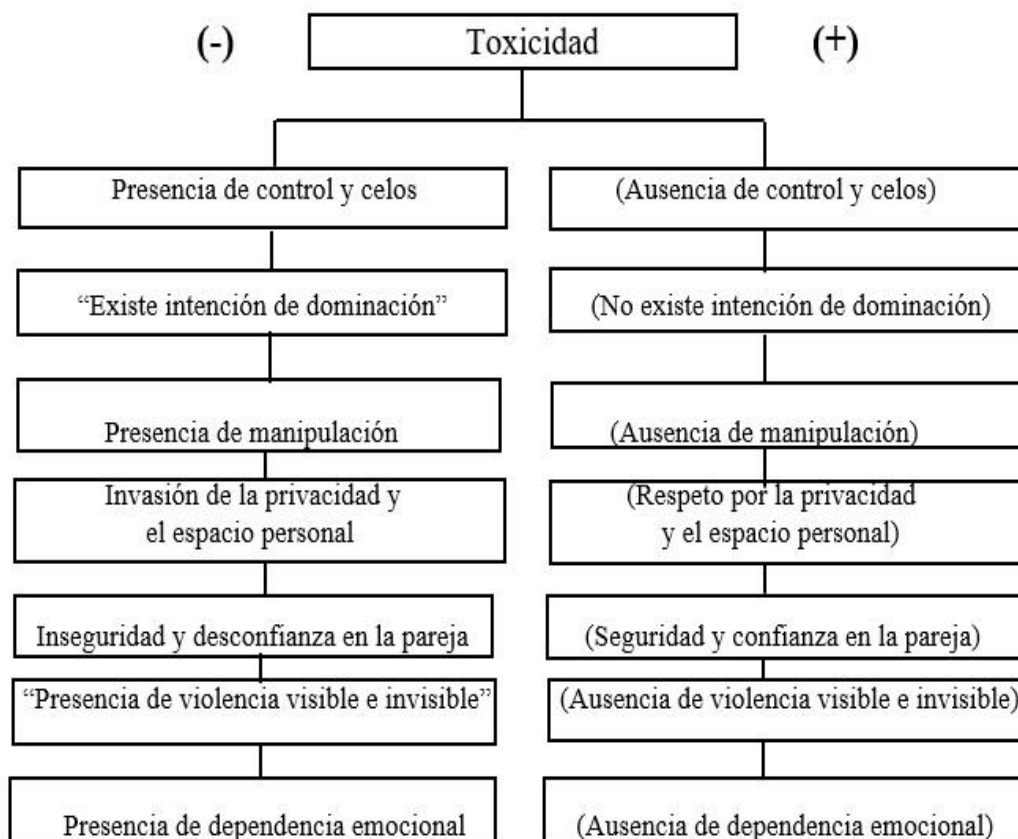 (-) Toxicidad (+)
Presencia de control y celos
(Ausencia de control y celos)
“Existe intención de dominación”
(No existe intención de dominación)
Presencia de manipulación
(Ausencia de manipulación)
Invasión de la privacidad y
el espacio personal
(Respeto por la privacidad
y el espacio personal)
Inseguridad y desconfianza en la pareja
(Seguridad y confianza en la pareja)
“Presencia de violencia visible e invisible”
(Ausencia de violencia visible e invisible)
Presencia de dependencia emocional
(Ausencia de dependencia emocional)